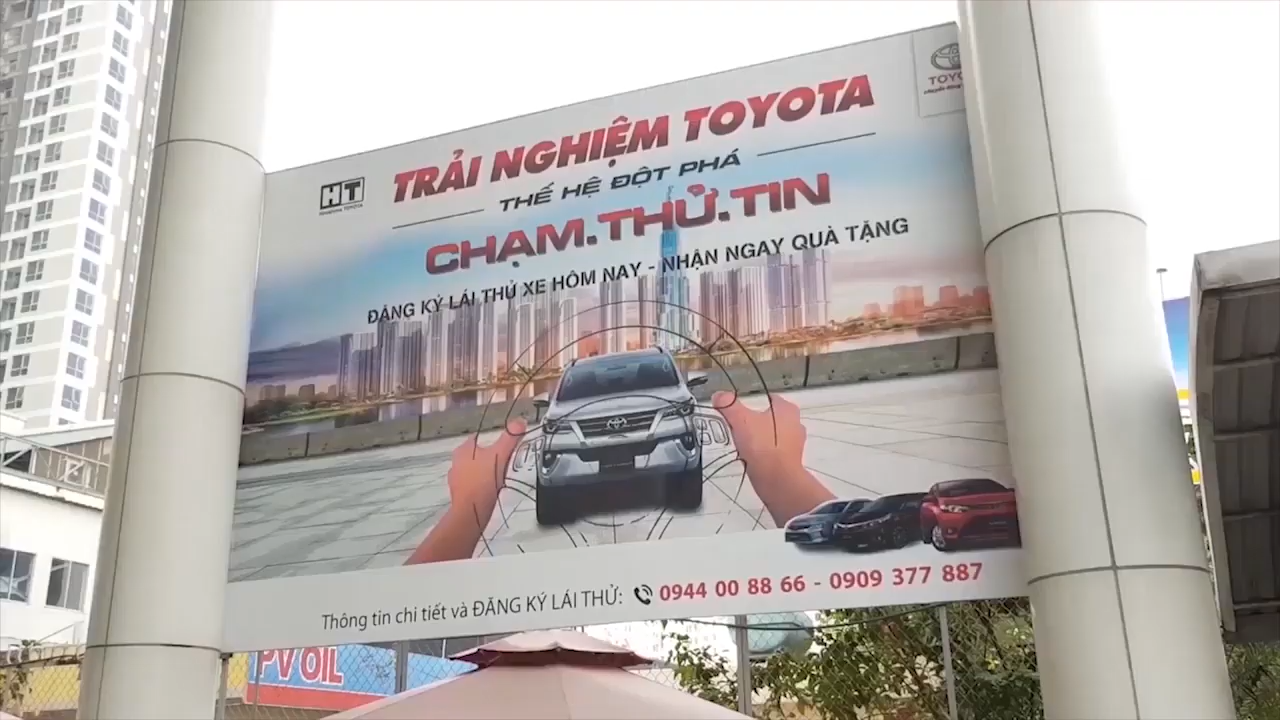 HT
TRẢI NGHIỆM TOYOTA
THẾ HỆ ĐỘT PHÁ
CHẠM.THỬ.TIN
ĐĂNG KÝ LÁI THỬ XE HÔM NAY - NHẬN NGAY QUÀ TẶNG
Thông tin chi tiết và ĐĂNG KÝ LÁI THỬ: 0944 00 88 66 - 0909 377 887
PV OIL